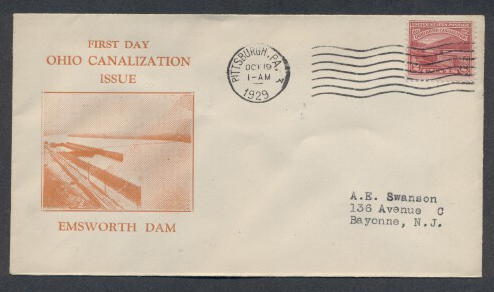 FIRST DAY
OHIO CANALIZATION
ISSUE
EMSWORTH DAM
PITTSBURGH, PA.
OCT 19
1-AM
1929
A.E. Swanson
136 Avenue C
Bayonne, N.J.